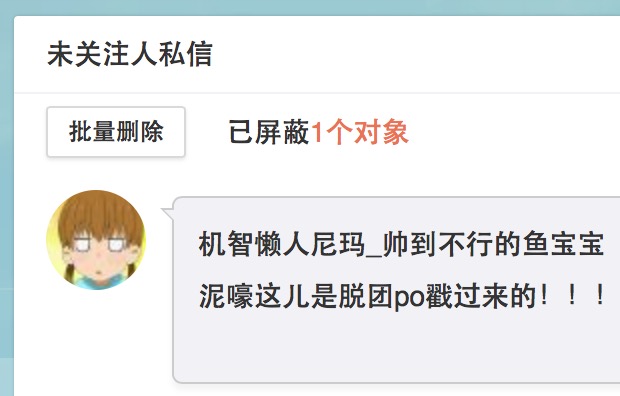 未关注人私信
批量删除 已屏蔽1个对象
机智懒人尼玛_帅到不行的鱼宝宝
泥嚎这儿是脱团po戳过来的！！！